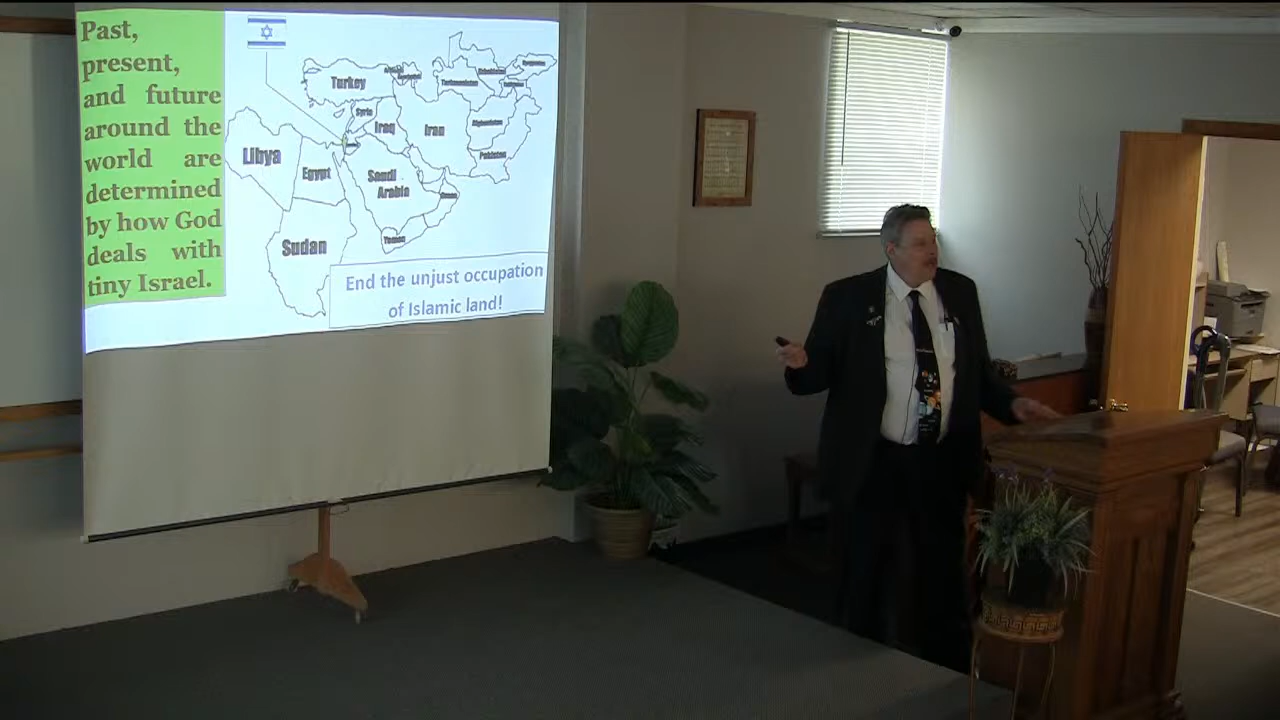 Past,
present,
and future
around the
world are
determined
by how God
deals with
tiny Israel.
Turkey
Syria
Iraq
Iran
Afghanistan
Pakistan
Libya
Egypt
Saudi
Arabia
Yemen
Sudan
End the unjust occupation
of Islamic land!